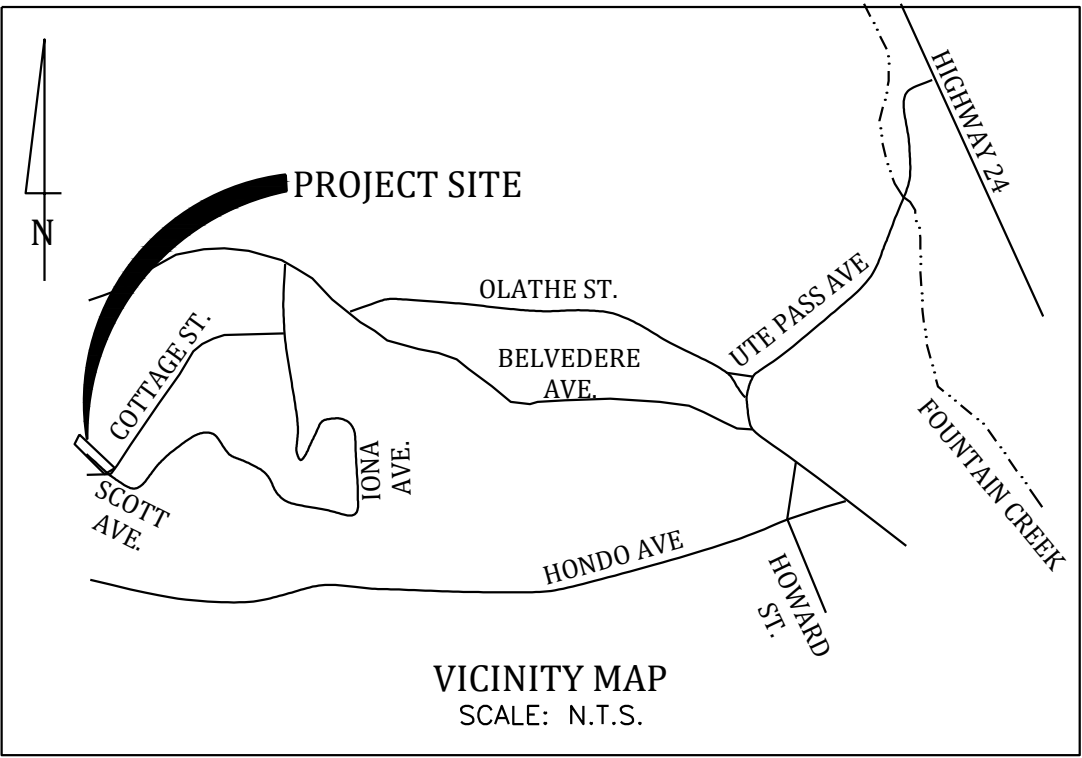 HIGHWAY 24
PROJECT SITE
N
OLATHE ST.
UTE PASS AVE
COTTAGE ST.
BELVEDERE
AVE.
IONA
AVE.
FOUNTAIN CREEK
SCOTT
AVE.
HONDO AVE
HOWARD
ST.
VICINITY MAP
SCALE: N.T.S.